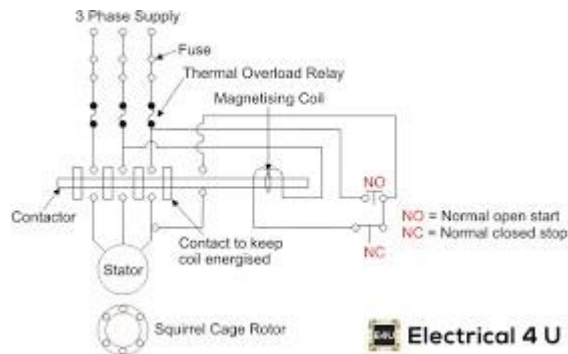 3 Phase Supply
Fuse
Thermal Overload Relay
Magnetising Coil
NO
Contactor
Contact to keep
coil energised
NO = Normal open start
NC = Normal closed stop
NC
Stator
Squirrel Cage Rotor
E4U
Electrical 4 U